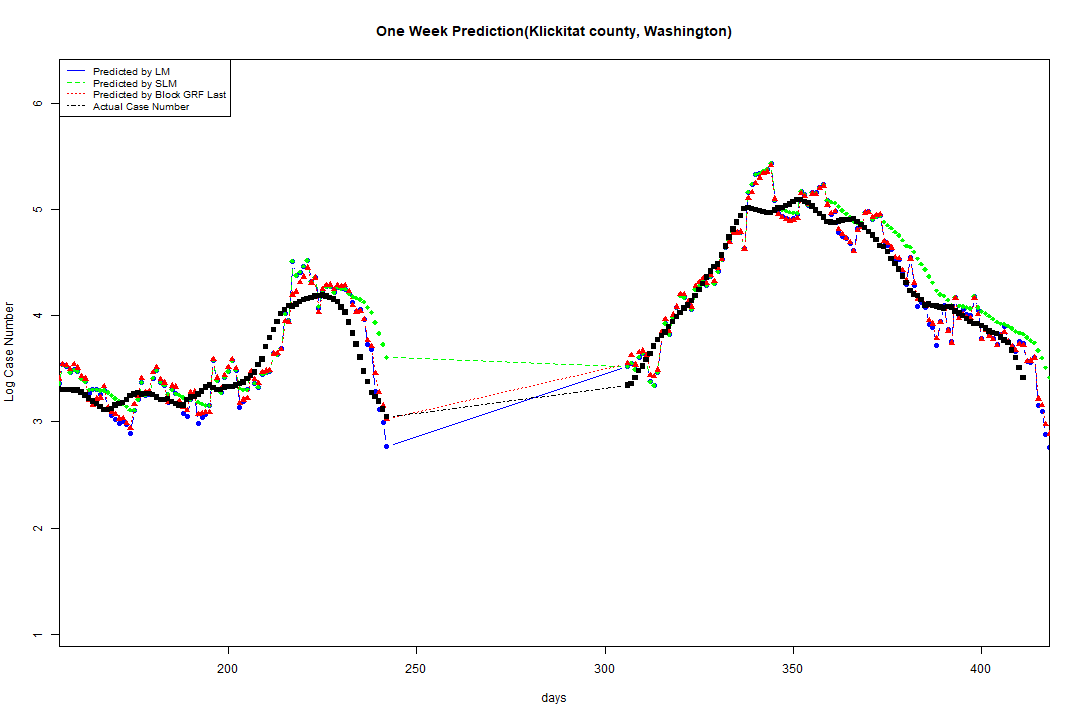 One Week Prediction(Klickitat county, Washington)
Predicted by LM
Predicted by SLM
Predicted by Block GRF Last
Actual Case Number
6
5
4
3
2
1
Log Case Number
200 250 300 350 400
days